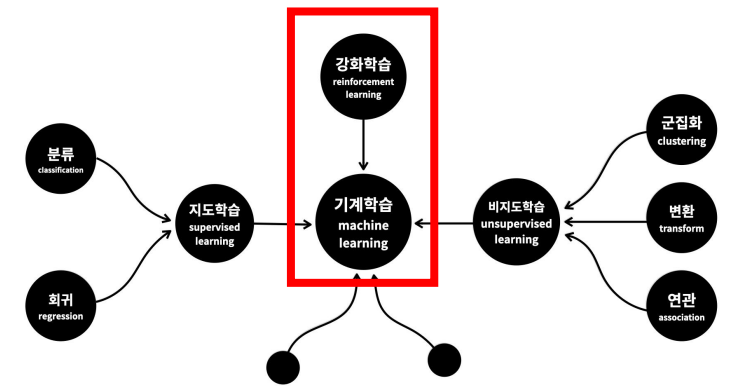 강화학습
reinforcement
learning
분류
classification
지도학습
supervised
learning
회귀
regression
기계학습
machine
learning
비지도학습
unsupervised
learning
군집화
clustering
변환
transform
연관
association